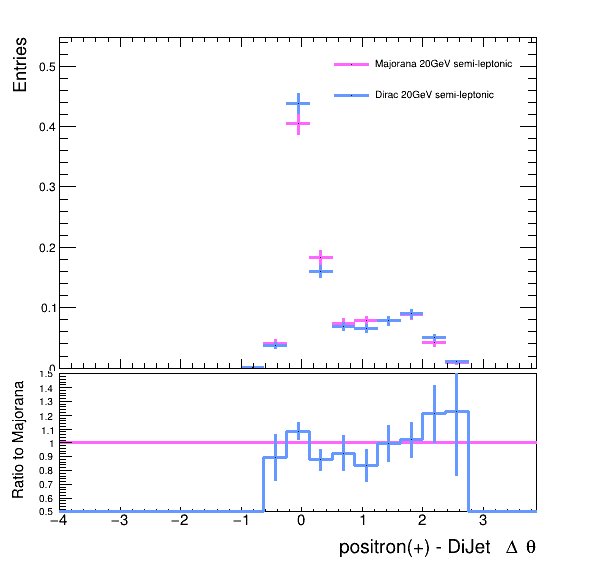 Entries
0.5
0.4
0.3
0.2
0.1
0
Majorana 20GeV semi-leptonic
Dirac 20GeV semi-leptonic
Ratio to Majorana
1.5
1.4
1.3
1.2
1.1
1
0.9
0.8
0.7
0.6
0.5
−4 −3 −2 −1 0 1 2 3
positron(+) - DiJet Δ θ